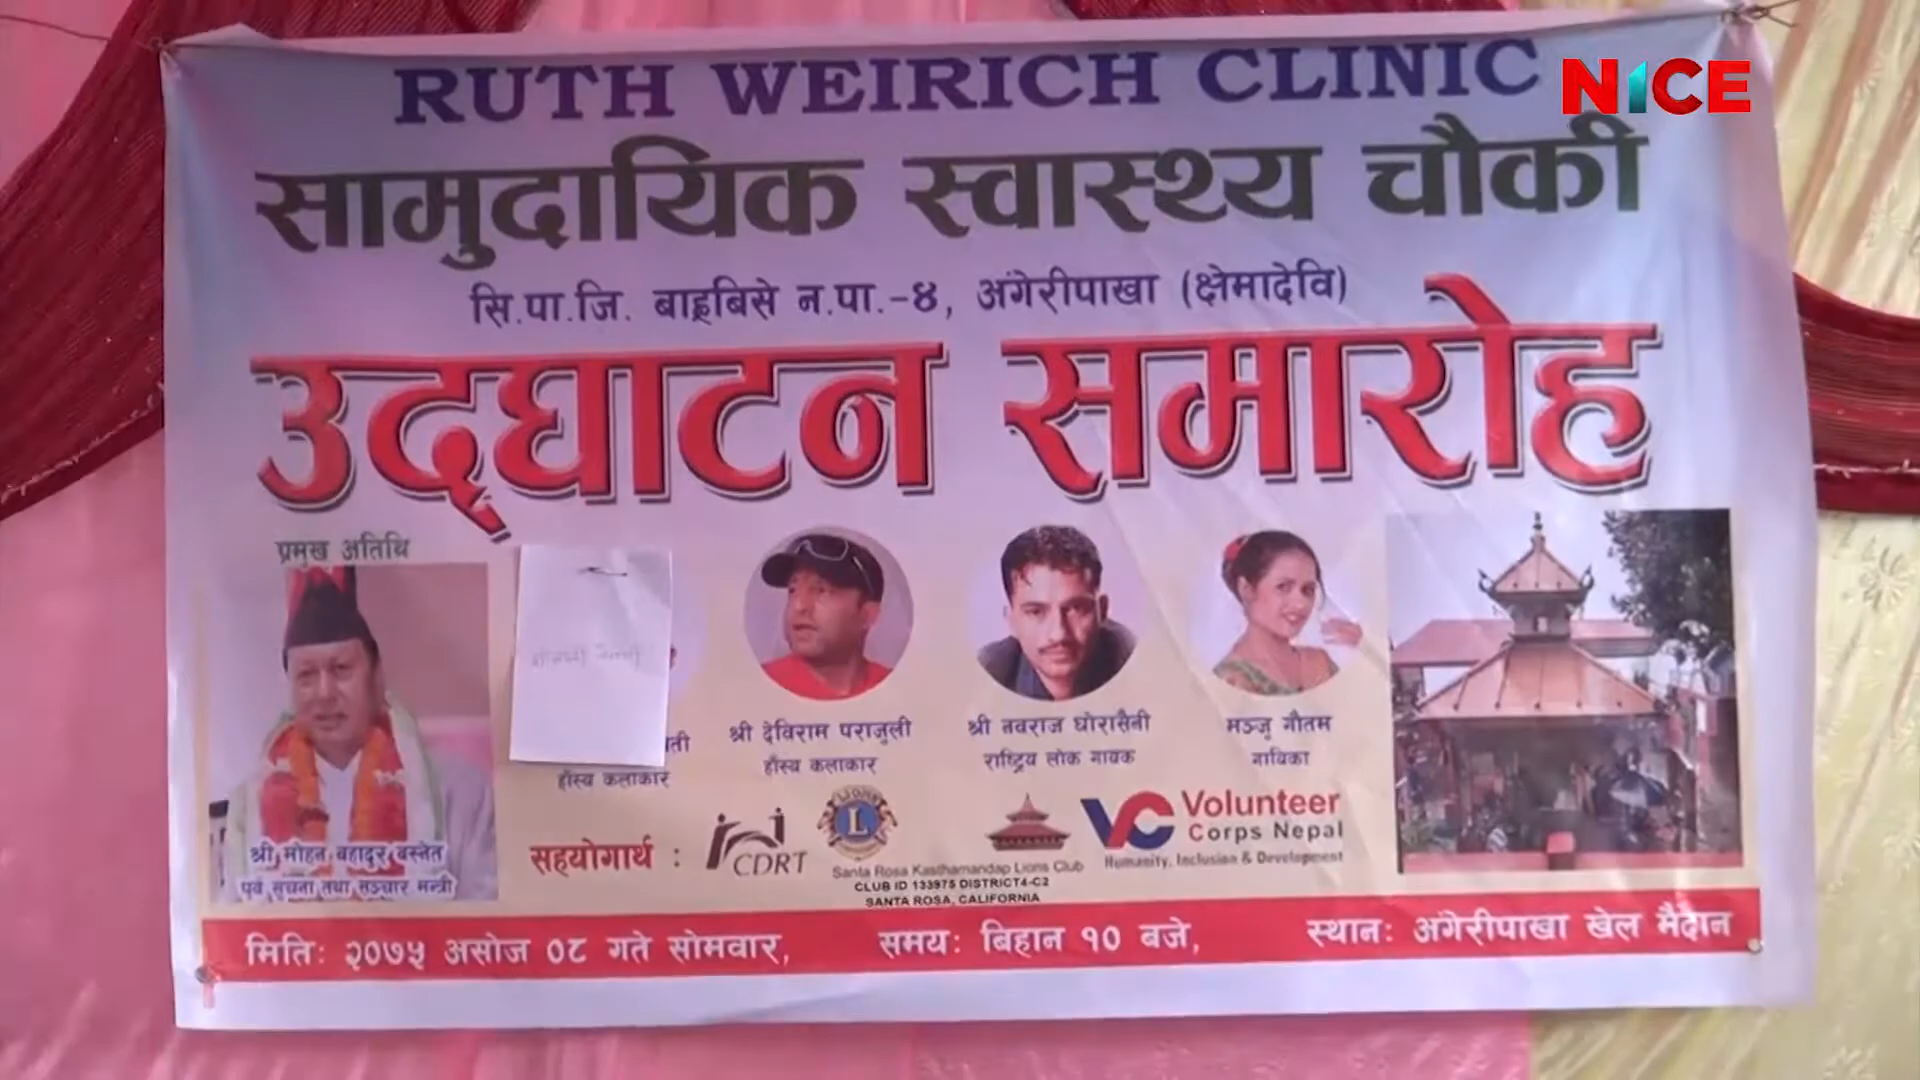 RUTH WEIRICH CLINIC
NICE
सामुदायिक स्वास्थ्य चौकी
सि.पा.जि. बाह्रबिसे न.पा.-४, अंगेरीपाखा (क्षेमादेवि)
उद्घाटन समारोह
प्रमुख अतिथि
श्री मोहन बहादुर बस्नेत
पुर्व सुचना तथा सञ्चार मन्त्री
हाँस्य कलाकार
श्री देविराम पराजुली
हाँस्य कलाकार
श्री नवराज घोरासैनी
राष्ट्रिय लोक गायक
मञ्जु गौतम
गायिका
सहयोगार्थ :
CDRT
LIONS
L
Santa Rosa Kasthamandap Lions Club
CLUB ID 133975 DISTRICT4-C2
SANTA ROSA, CALIFORNIA
VC Volunteer
Corps Nepal
Humanity, Inclusion & Development
मिति: २०७५ असोज ०८ गते सोमवार, समय: बिहान १० बजे, स्थान: अंगेरीपाखा खेल मैदान